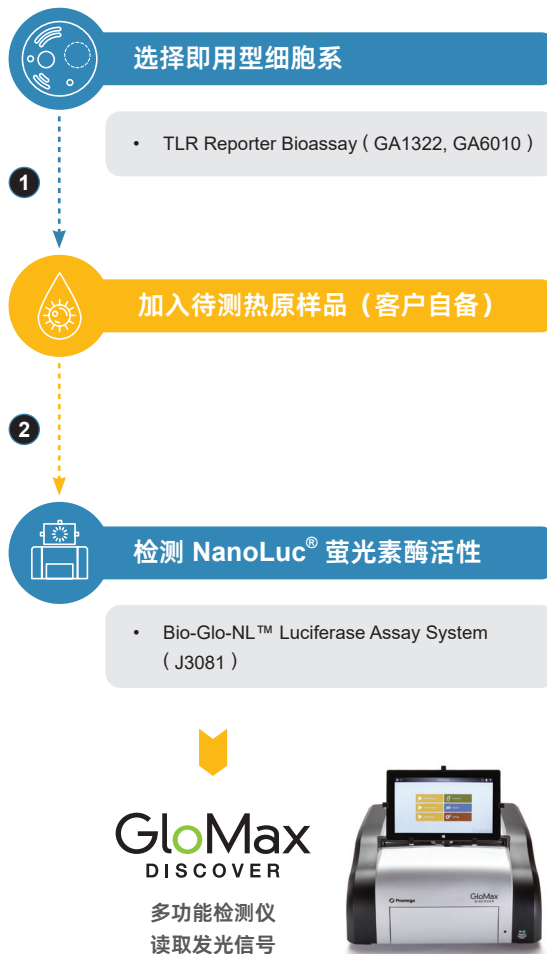 选择即用型细胞系
• TLR Reporter Bioassay ( GA1322, GA6010 )
1
加入待测热原样品（客户自备）
2
检测 NanoLuc® 萤光素酶活性
• Bio-Glo-NL™ Luciferase Assay System
( J3081 )
GloMax
DISCOVER
多功能检测仪
读取发光信号
Promega
GloMax
DISCOVER